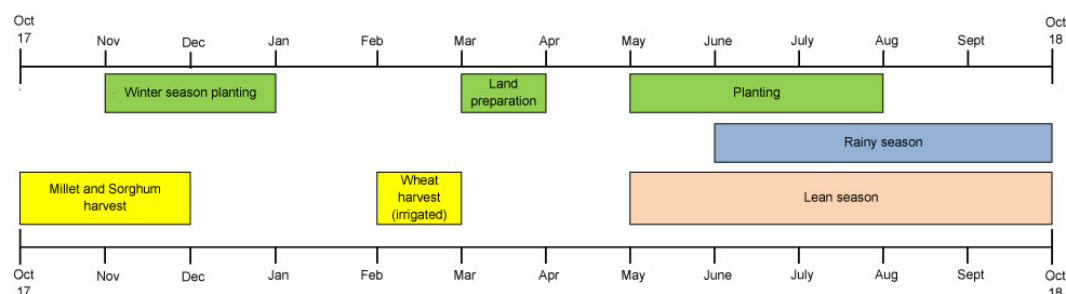 Oct
17
Nov
Dec
Jan
Feb
Mar
Apr
May
June
July
Aug
Sept
Oct
18
Winter season planting
Land
preparation
Planting
Rainy season
Millet and Sorghum
harvest
Wheat
harvest
(irrigated)
Lean season
Oct
17
Nov
Dec
Jan
Feb
Mar
Apr
May
June
July
Aug
Sept
Oct
18